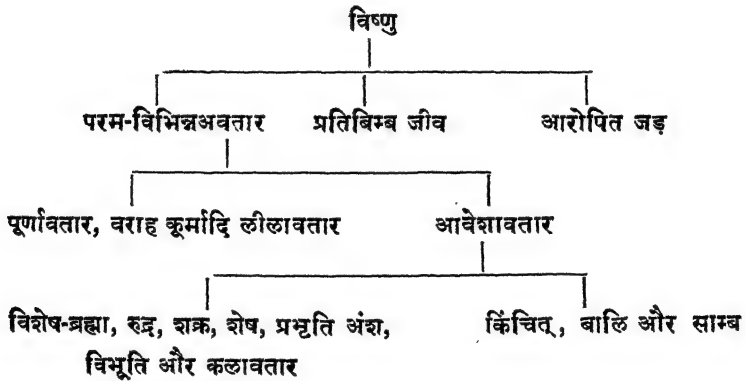 विष्णु
परम-विभिन्नअवतार प्रतिबिम्ब जीव आरोपित जड़
पूर्णावतार, वराह कूर्मादि लीलावतार आवेशावतार
विशेष-ब्रह्मा, रुद्र, शक्र, शेष, प्रभृति अंश, किंचित्, बालि और साम्ब
विभूति और कलावतार